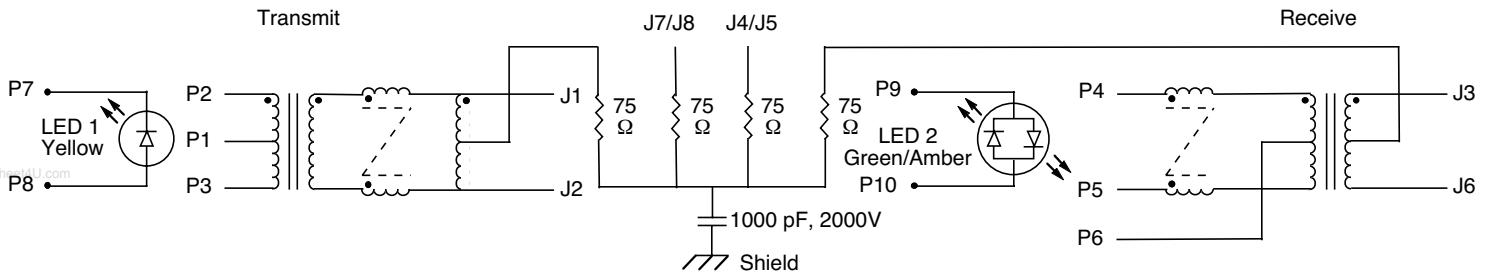 Transmit
J7/J8
J4/J5
Receive
P7
P2
J1
75
Ω
75
Ω
75
Ω
75
Ω
P9
P4
J3
LED 1
Yellow
P1
LED 2
Green/Amber
P8
P3
J2
P10
P5
J6
1000 pF, 2000V
P6
Shield